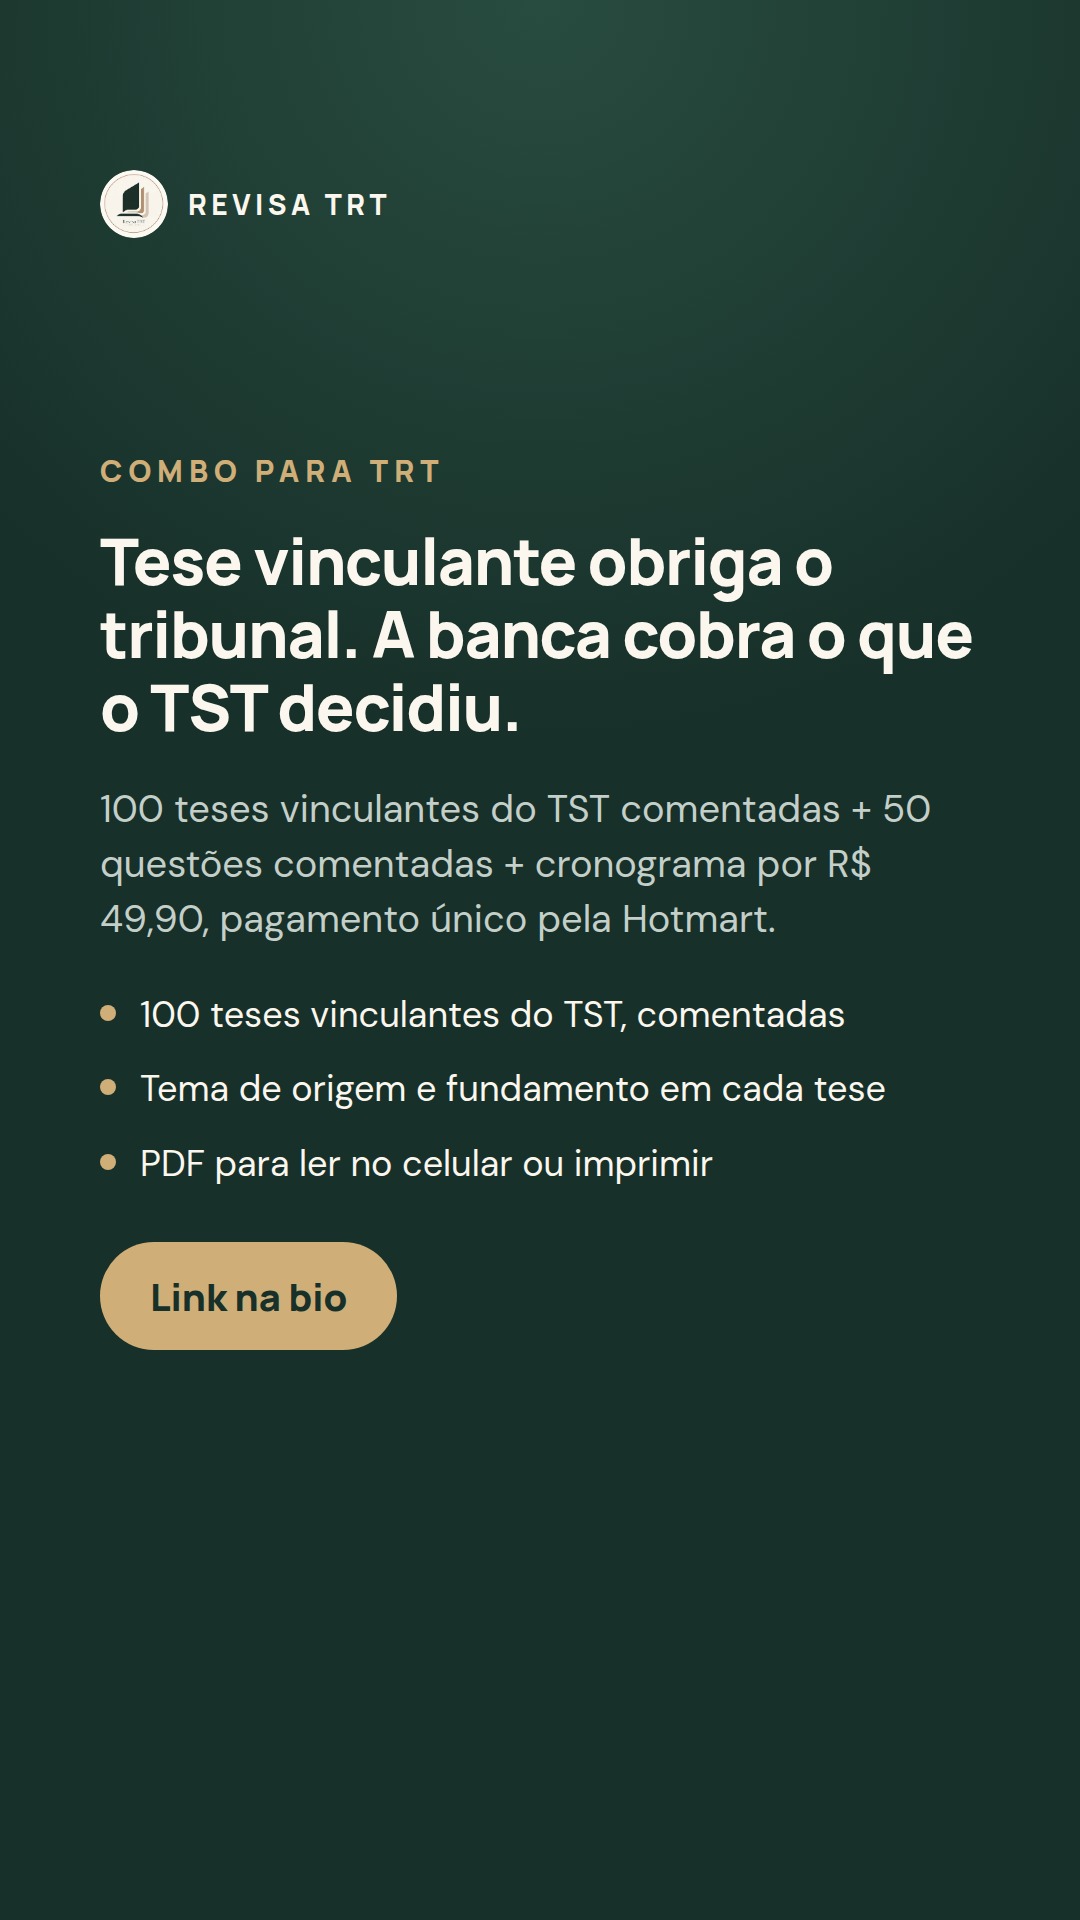 REVISA TRT
COMBO PARA TRT
Tese vinculante obriga o
tribunal. A banca cobra o que
o TST decidiu.
100 teses vinculantes do TST comentadas + 50
questões comentadas + cronograma por R$
49,90, pagamento único pela Hotmart.
100 teses vinculantes do TST, comentadas
Tema de origem e fundamento em cada tese
PDF para ler no celular ou imprimir
Link na bio